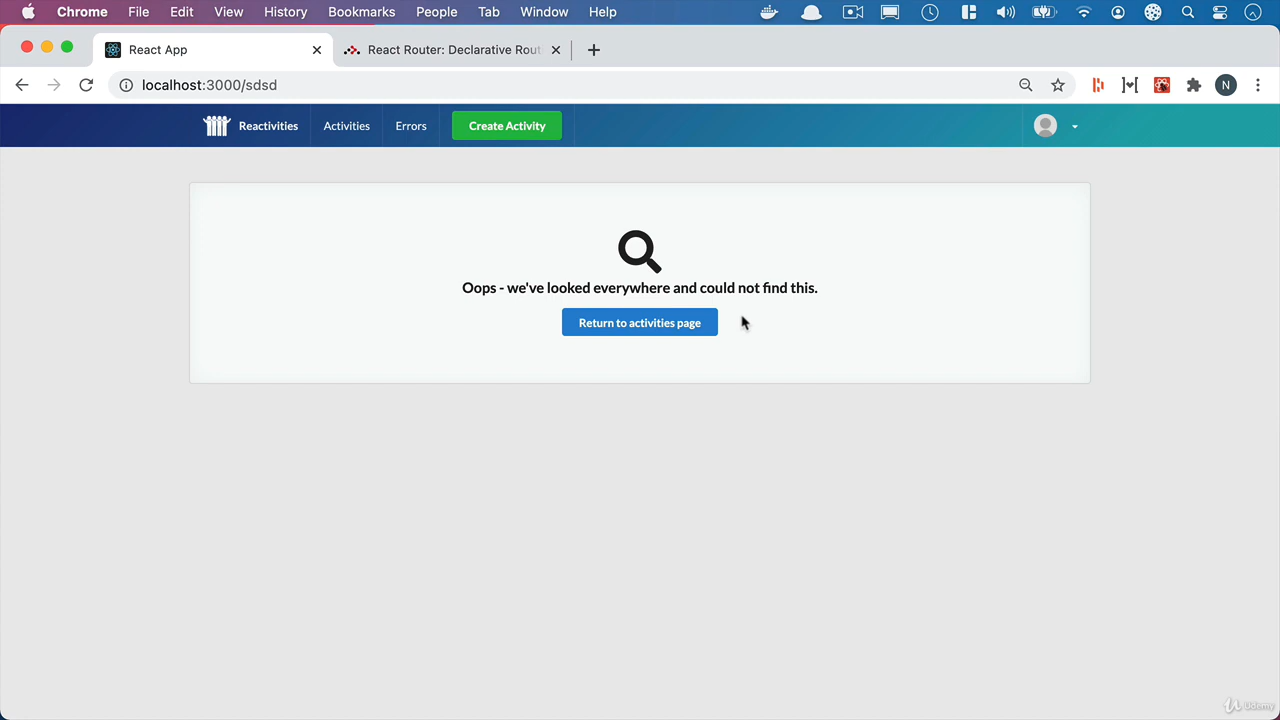 Chrome File Edit View History Bookmarks People Tab Window Help
React App
React Router: Declarative Rout
localhost:3000/sdsd
N
Reactivities Activities Errors Create Activity
Oops - we've looked everywhere and could not find this.
Return to activities page
Udemy